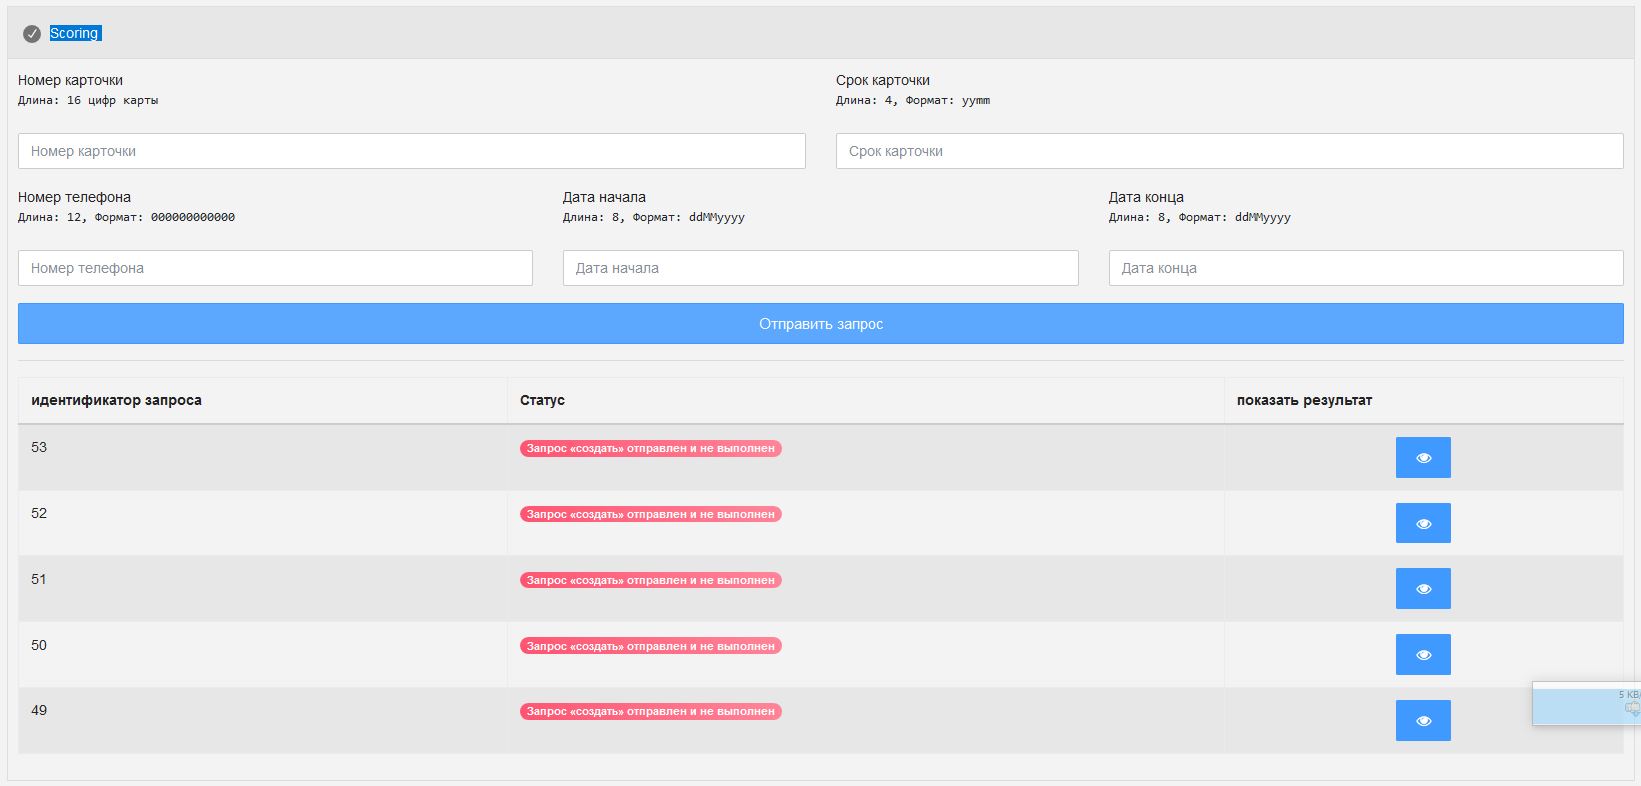 Scoring
Номер карточки
Длина: 16 цифр карты
Срок карточки
Длина: 4, Формат: yymm
Номер карточки
Срок карточки
Номер телефона
Длина: 12, Формат: 000000000000
Дата начала
Длина: 8, Формат: ddMMyyyy
Дата конца
Длина: 8, Формат: ddMMyyyy
Номер телефона
Дата начала
Дата конца
Отправить запрос
идентификатор запроса Статус показать результат
53 Запрос «создать» отправлен и не выполнен
52 Запрос «создать» отправлен и не выполнен
51 Запрос «создать» отправлен и не выполнен
50 Запрос «создать» отправлен и не выполнен
49 Запрос «создать» отправлен и не выполнен
5 KB/